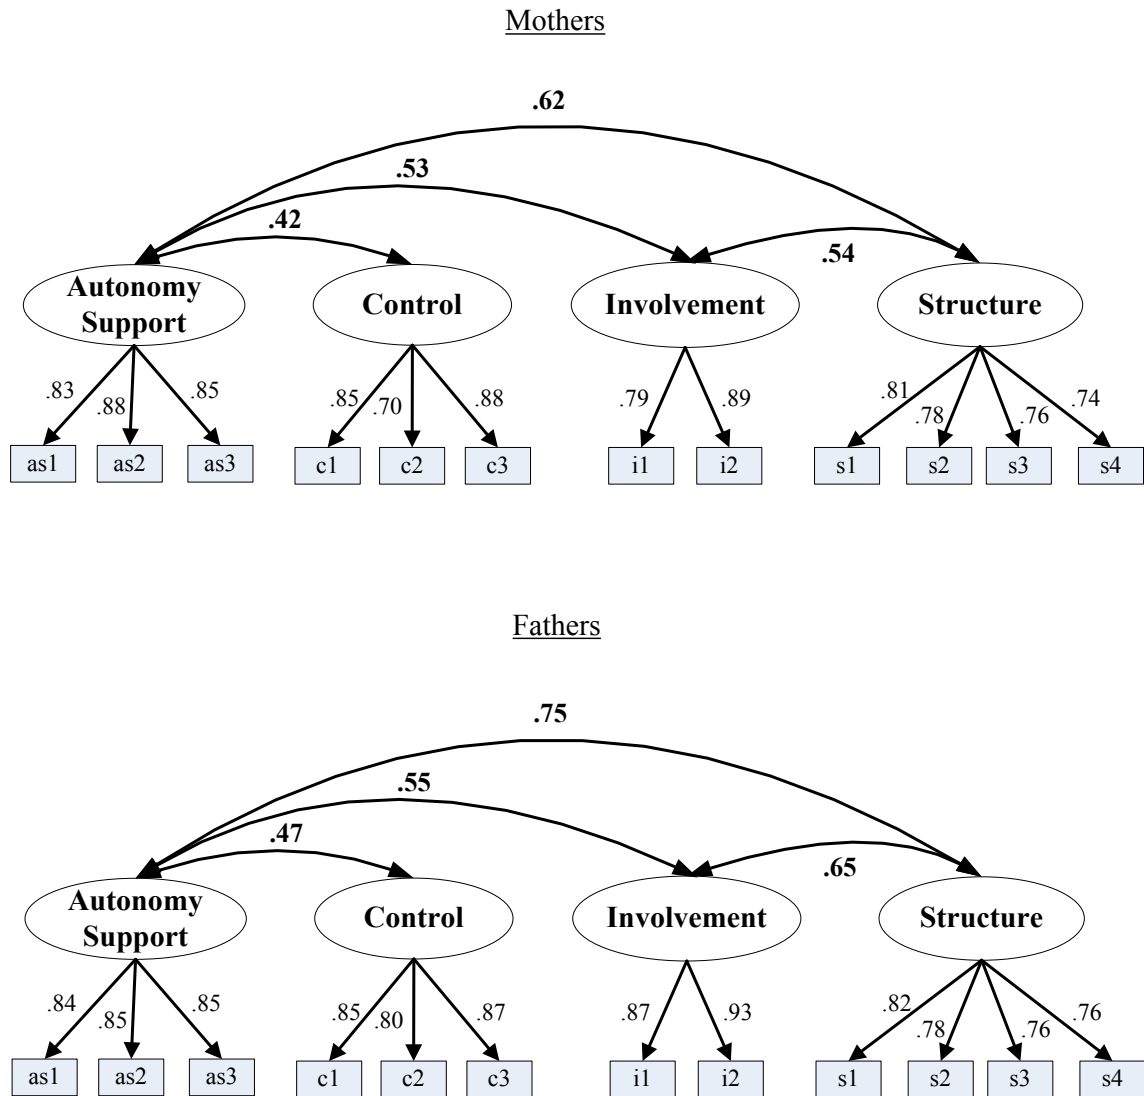 Mothers
.62
.53
.42
.54
Autonomy
Support
Control
Involvement
Structure
.83
.88
.85
.85
.70
.88
.79
.89
.81
.78
.76
.74
as1
as2
as3
c1
c2
c3
i1
i2
s1
s2
s3
s4
Fathers
.75
.55
.47
.65
Autonomy
Support
Control
Involvement
Structure
.84
.85
.85
.85
.80
.87
.87
.93
.82
.78
.76
.76
as1
as2
as3
c1
c2
c3
i1
i2
s1
s2
s3
s4